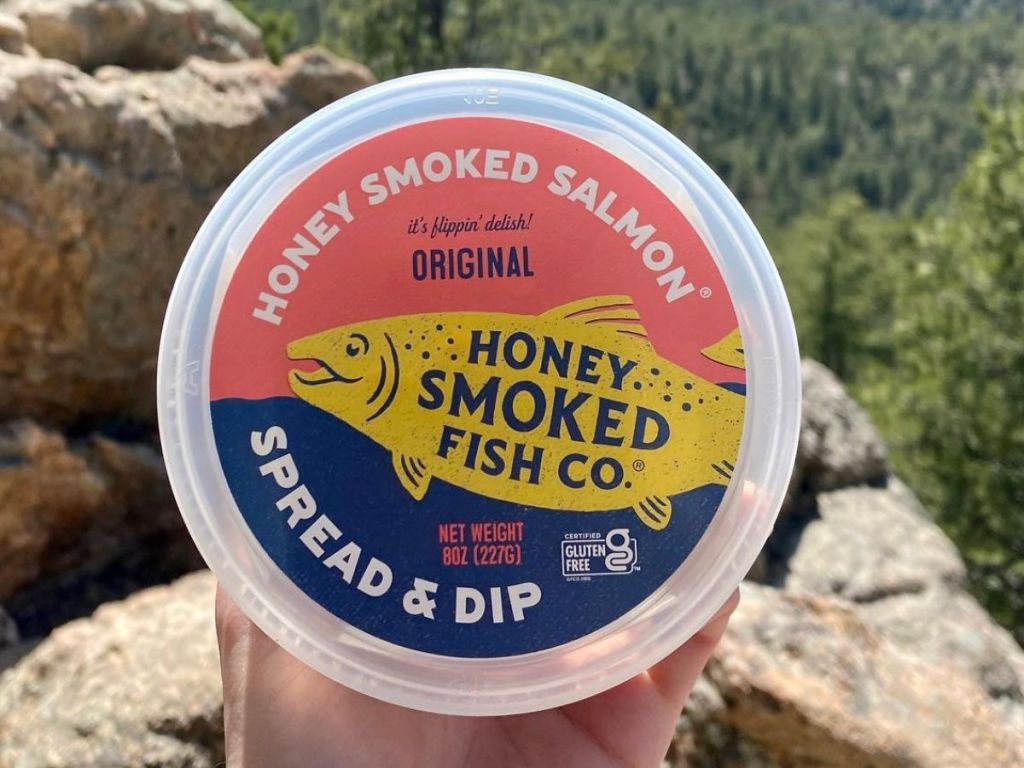 HONEY SMOKED SALMON®
it's flippin' delish!
ORIGINAL
HONEY
SMOKED
FISH CO.®
SPREAD & DIP
NET WEIGHT
8OZ (227G)
CERTIFIED
GLUTEN
FREE
g™